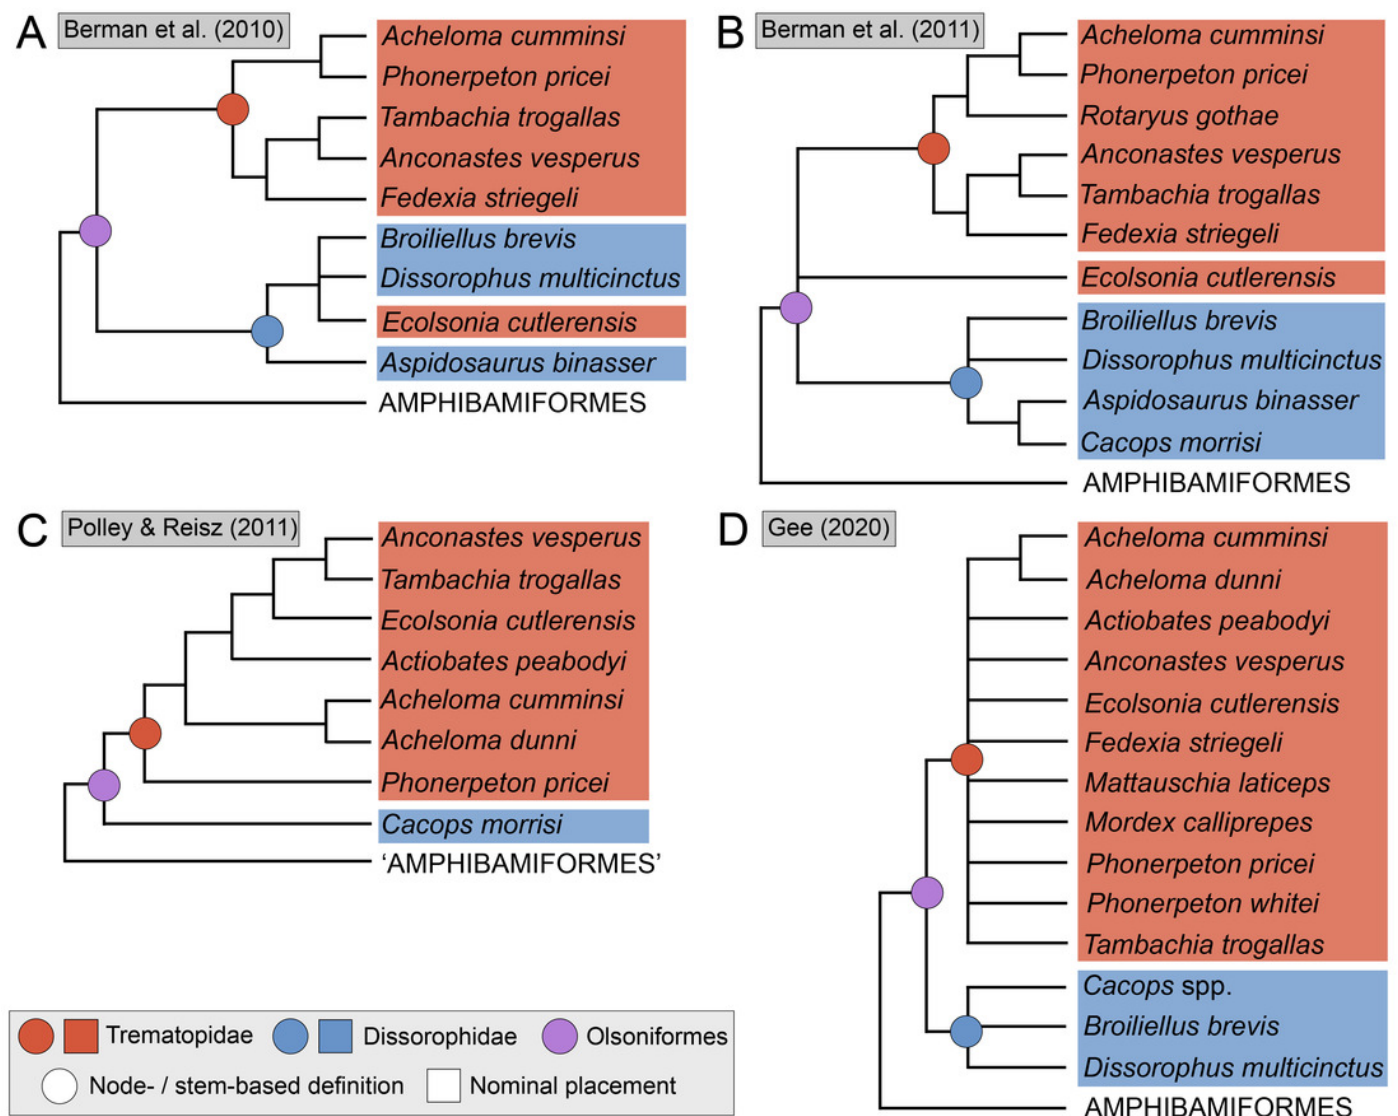 A
Berman et al. (2010)
Acheloma cumminsi
Phonerpeton pricei
Tambachia trogallas
Anconastes vesperus
Fedexia striegeli
Broiliellus brevis
Dissorophus multicinctus
Ecolsonia cutlerensis
Aspidosaurus binasser
AMPHIBAMIFORMES
B
Berman et al. (2011)
Acheloma cumminsi
Phonerpeton pricei
Rotaryus gothae
Anconastes vesperus
Tambachia trogallas
Fedexia striegeli
Ecolsonia cutlerensis
Broiliellus brevis
Dissorophus multicinctus
Aspidosaurus binasser
Cacops morrisi
AMPHIBAMIFORMES
C
Polley & Reisz (2011)
Anconastes vesperus
Tambachia trogallas
Ecolsonia cutlerensis
Actiobates peabodyi
Acheloma cumminsi
Acheloma dunni
Phonerpeton pricei
Cacops morrisi
‘AMPHIBAMIFORMES’
D
Gee (2020)
Acheloma cumminsi
Acheloma dunni
Actiobates peabodyi
Anconastes vesperus
Ecolsonia cutlerensis
Fedexia striegeli
Mattauschia laticeps
Mordex calliprepes
Phonerpeton pricei
Phonerpeton whitei
Tambachia trogallas
Cacops spp.
Broiliellus brevis
Dissorophus multicinctus
AMPHIBAMIFORMES
Trematopidae Dissorophidae Olsoniformes
Node- / stem-based definition Nominal placement